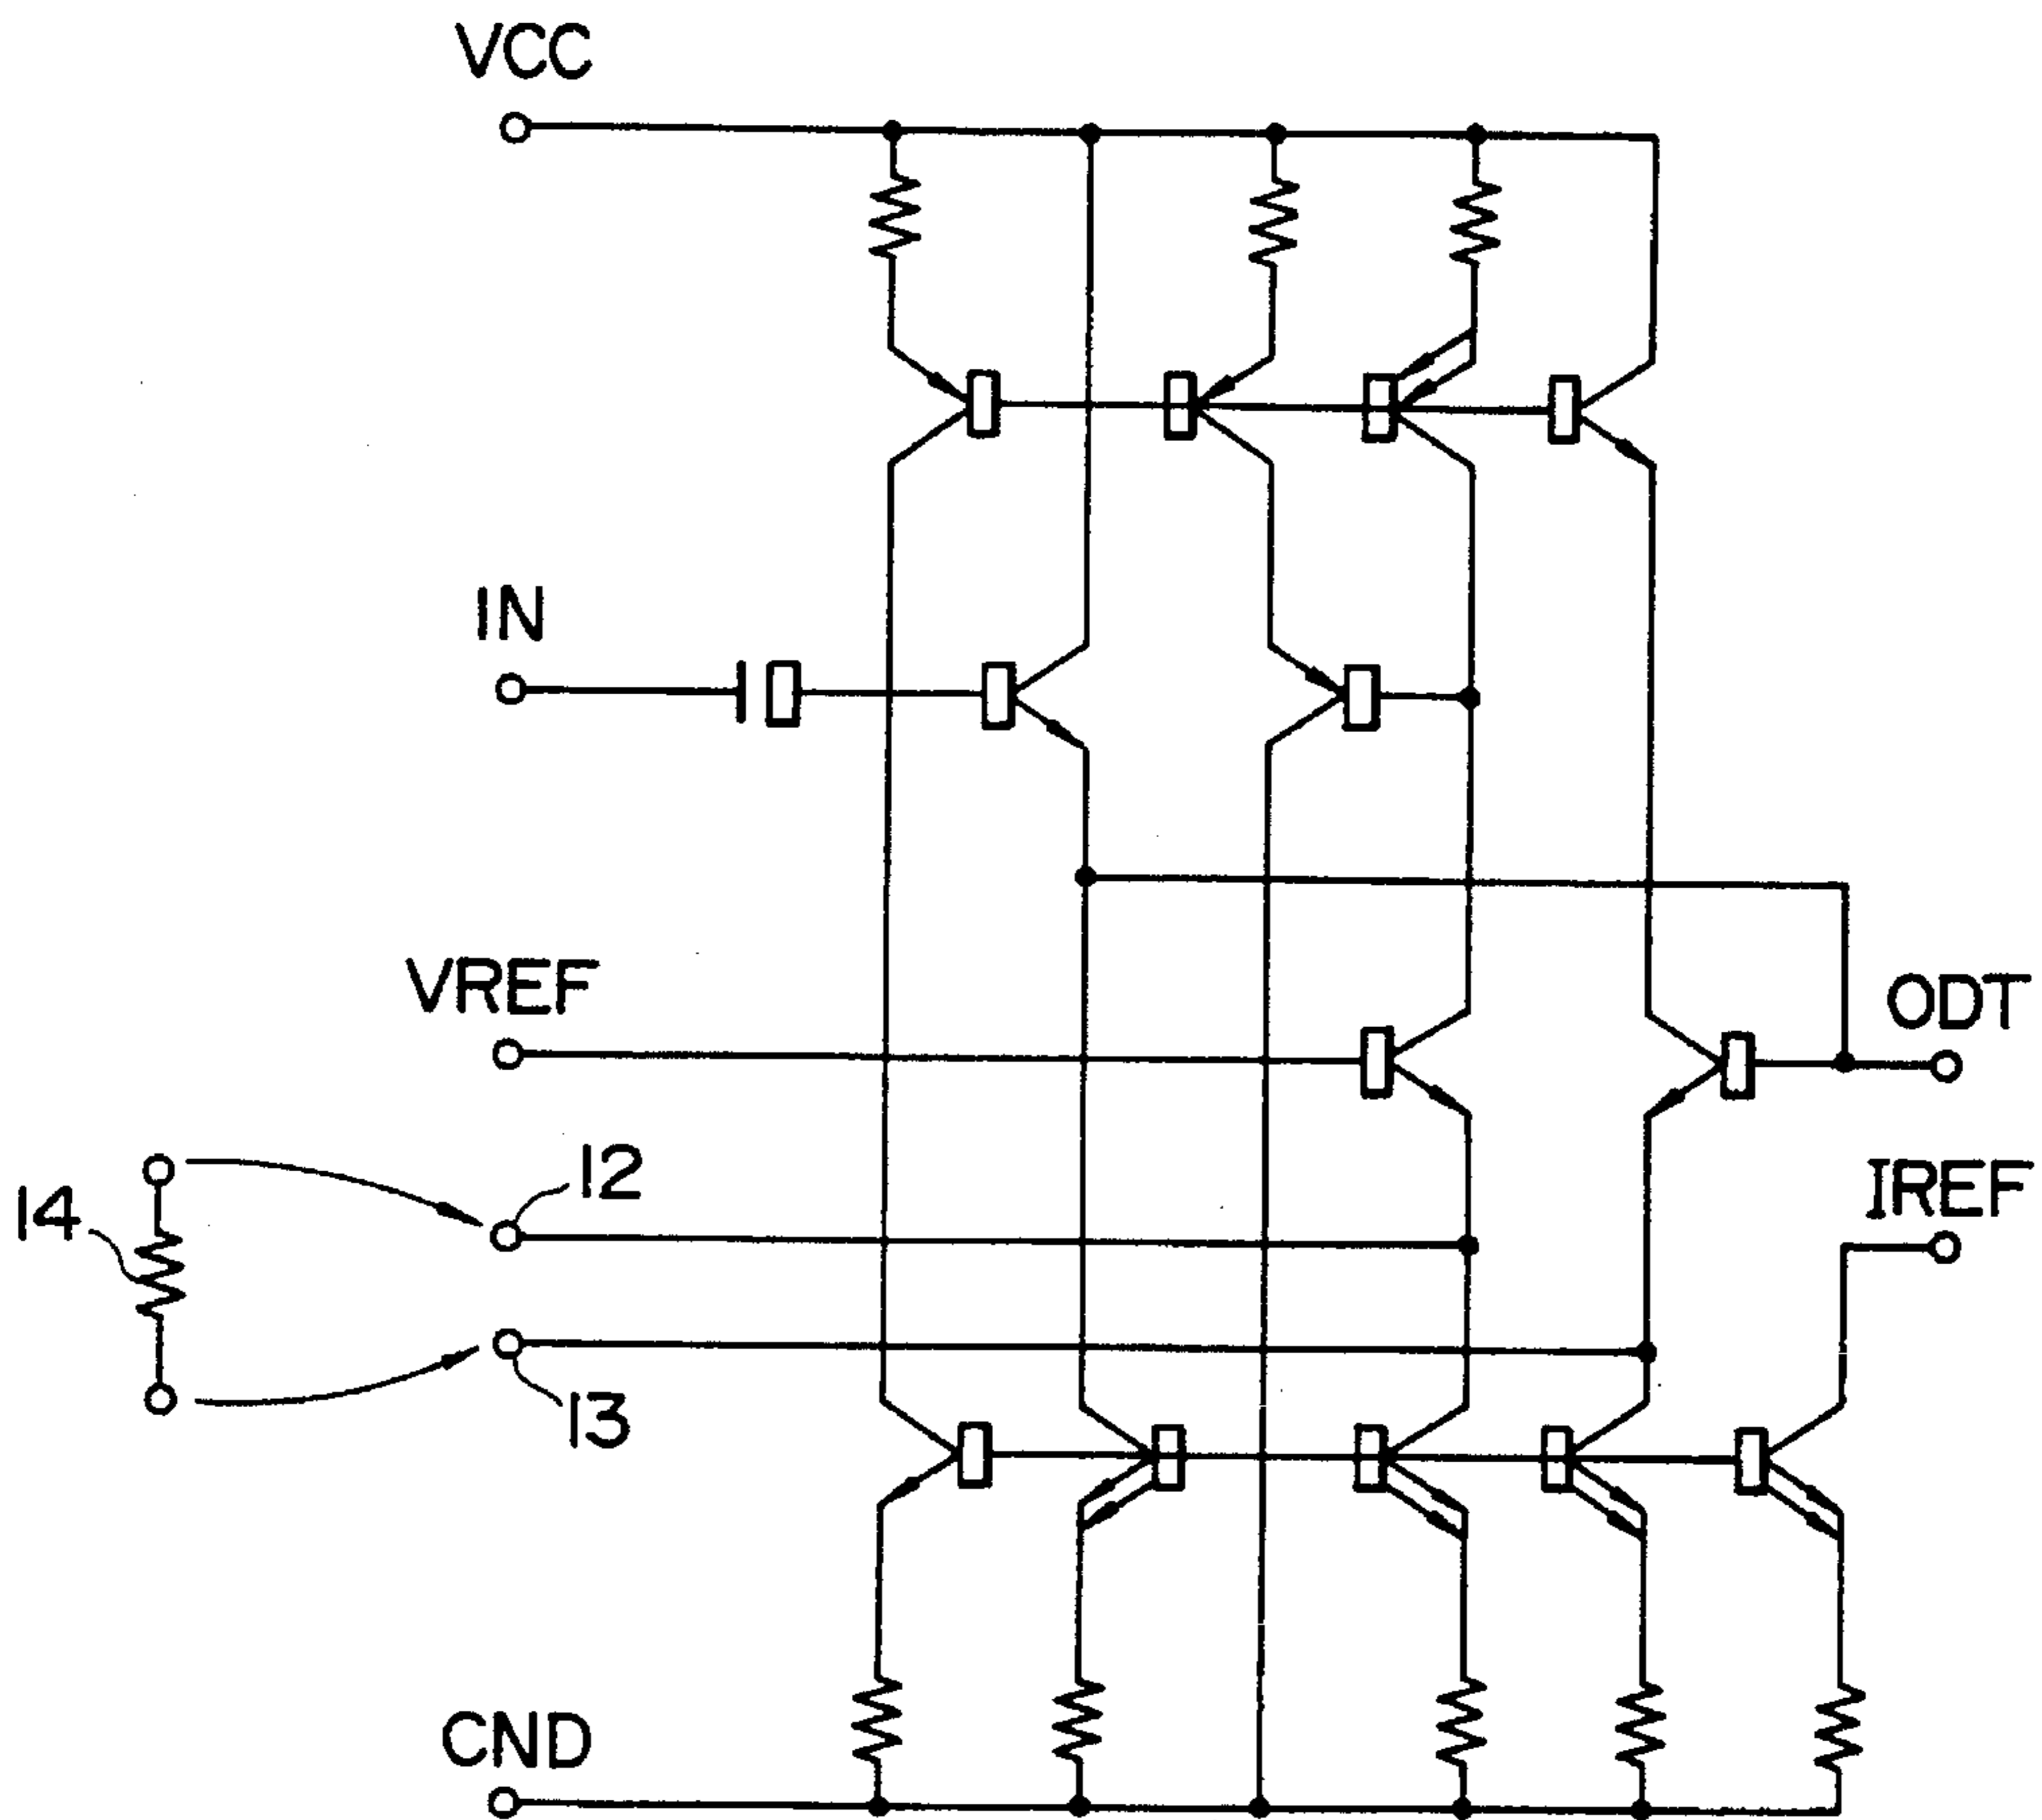 VCC
IN
VREF
ODT
12
IREF
14
13
CND